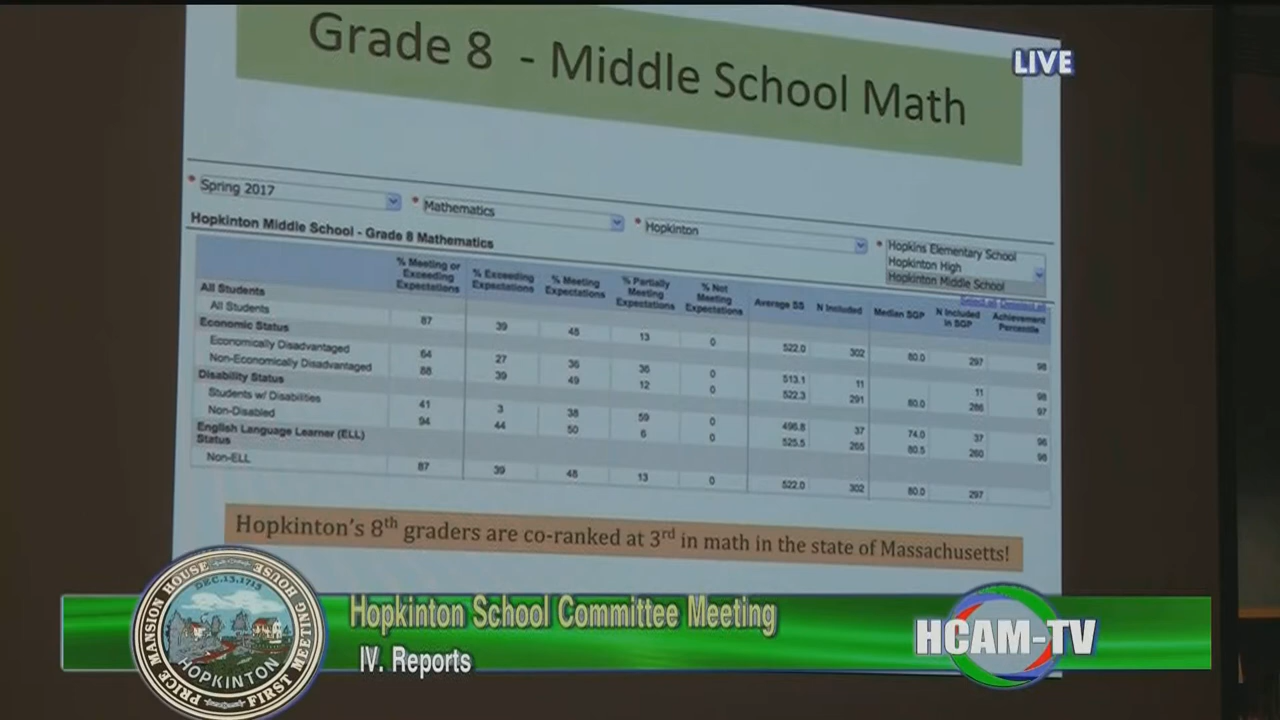 Grade 8 - Middle School Math
LIVE
* Spring 2017 * Mathematics * Hopkinton * Hopkins Elementary School
Hopkinton High
Hopkinton Middle School
Hopkinton Middle School - Grade 8 Mathematics
% Meeting or Exceeding Expectations % Exceeding Expectations % Meeting Expectations % Partially Meeting Expectations % Not Meeting Expectations Average SS N Included Median SGP N Included in SGP Achievement Percentile
All Students
All Students 87 39 48 13 0 522.0 302 80.0 297 98
Economic Status
Economically Disadvantaged 64 27 36 36 0 513.1 11 11 98
Non-Economically Disadvantaged 88 39 49 12 0 522.3 291 80.0 286 97
Disability Status
Students w/ Disabilities 41 3 38 59 0 496.8 37 74.0 37 96
Non-Disabled 94 44 50 6 0 525.5 265 80.5 260 98
English Language Learner (ELL) Status
Non-ELL 87 39 48 13 0 522.0 302 80.0 297
Hopkinton's 8th graders are co-ranked at 3rd in math in the state of Massachusetts!
Hopkinton School Committee Meeting
IV. Reports
HCAM-TV
PRICE MANSION HOUSE FIRST MEETING HOUSE
DEC.13.1715
HOPKINTON